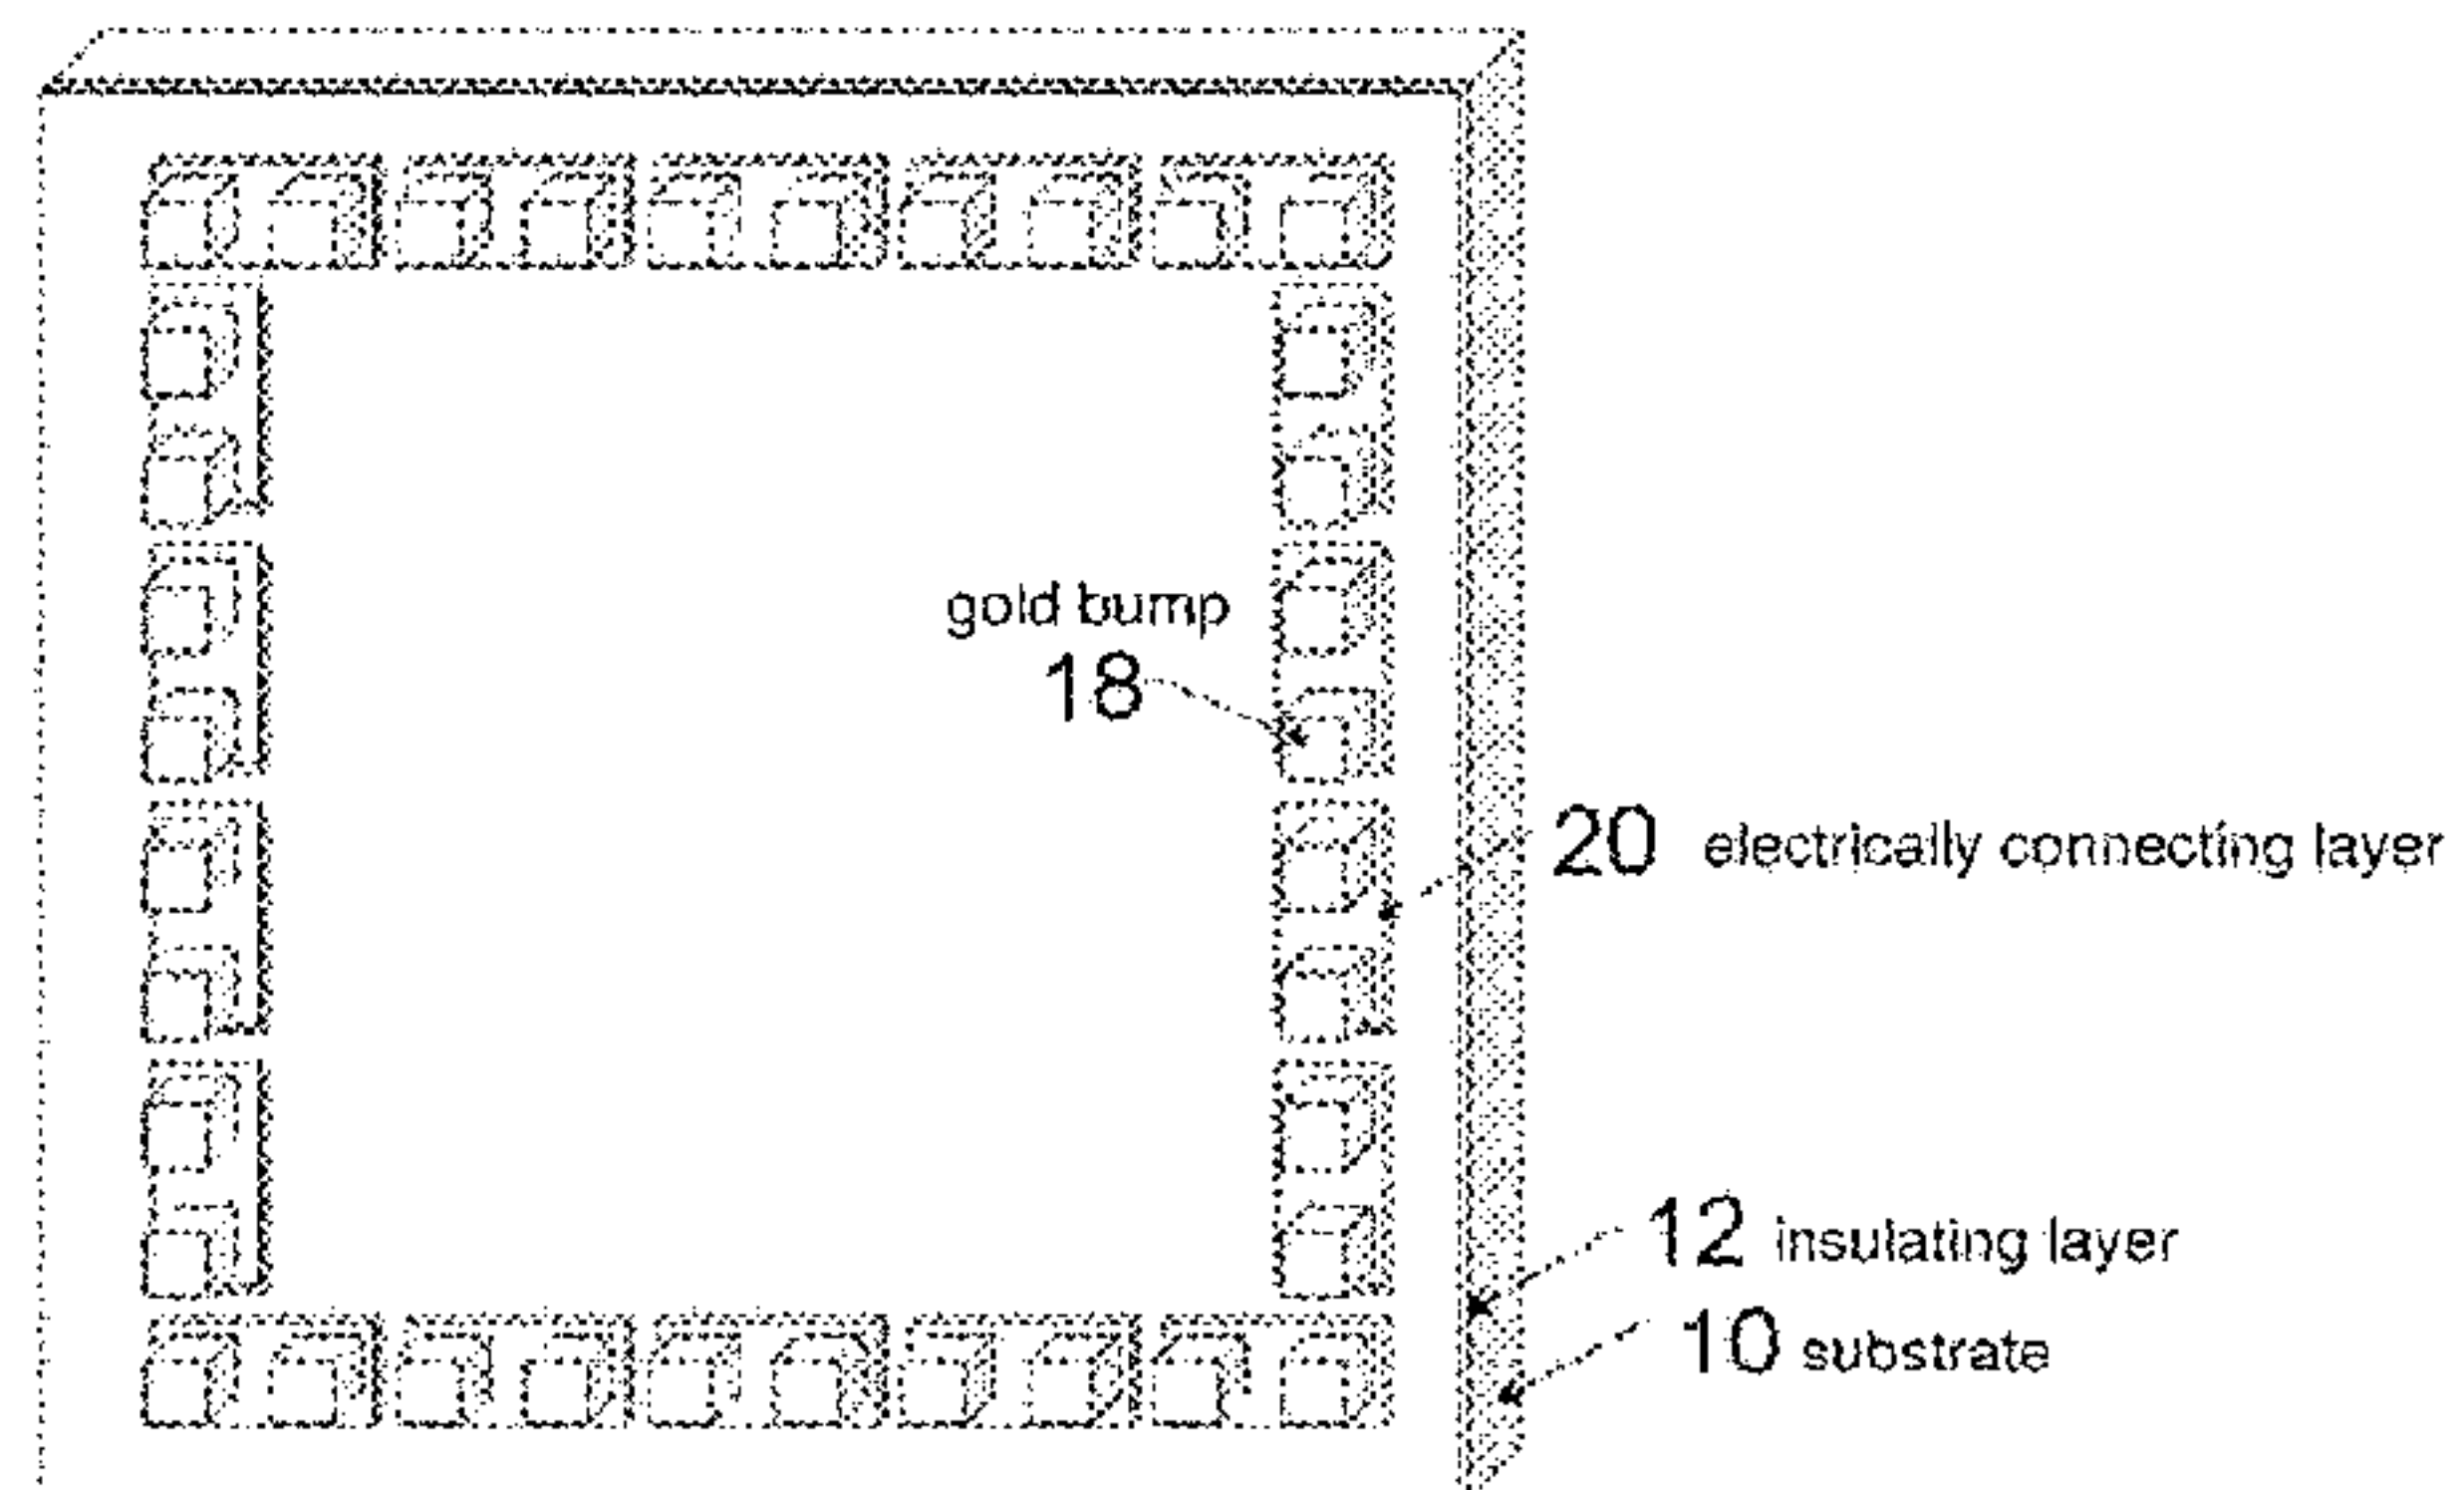 gold bump
18
20 electrically connecting layer
12 insulating layer
10 substrate